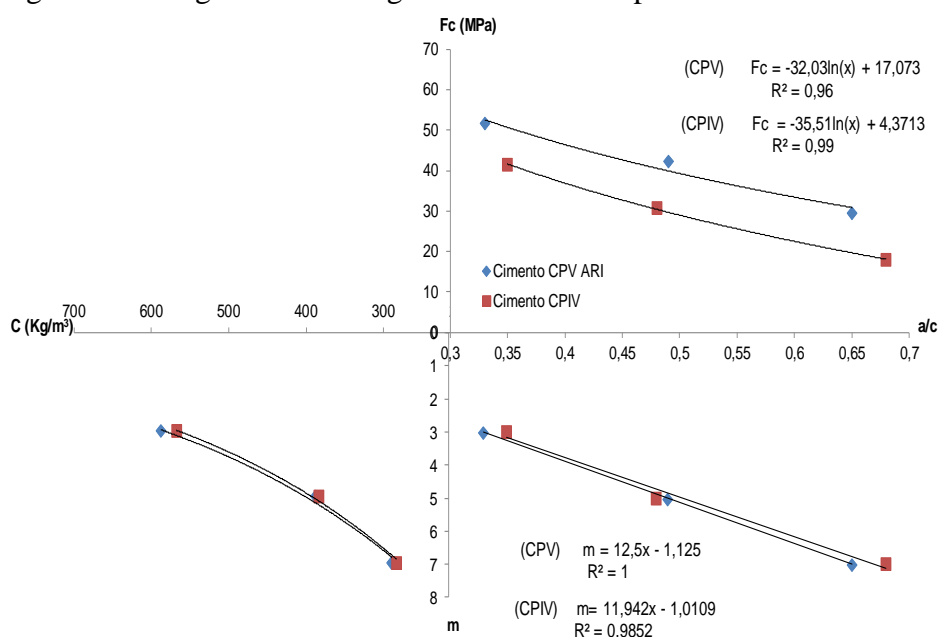 Fc (MPa)
70
60
50
40
30
20
10
0
(CPV) Fc = -32,03ln(x) + 17,073
R² = 0,96
(CPIV) Fc = -35,51ln(x) + 4,3713
R² = 0,99
Cimento CPV ARI
Cimento CPIV
700 600 500 400 300
C (Kg/m³)
a/c
0,3 0,35 0,4 0,45 0,5 0,55 0,6 0,65 0,7
1
2
3
4
5
6
7
8
(CPV) m = 12,5x - 1,125
R² = 1
(CPIV) m= 11,942x - 1,0109
R² = 0,9852
m